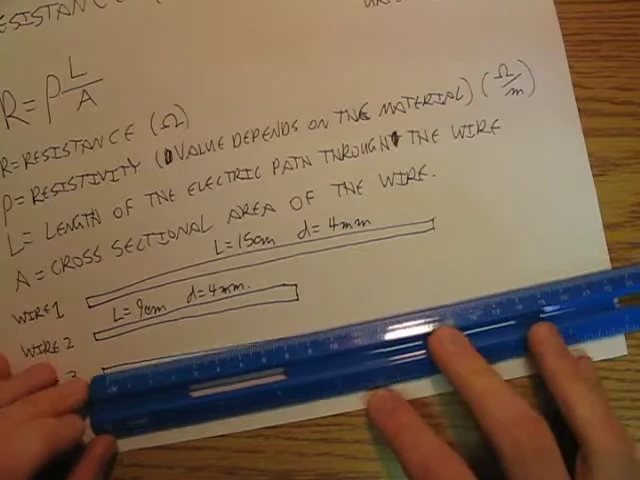 R = ρ L/A
R = RESISTANCE (Ω)
ρ = RESISTIVITY (VALUE DEPENDS ON THE MATERIAL) (Ω/m)
L = LENGTH OF THE ELECTRIC PATH THROUGH THE WIRE
A = CROSS SECTIONAL AREA OF THE WIRE.
L = 15cm d = 4mm
WIRE 1
L = 9cm d = 4mm.
WIRE 2
3